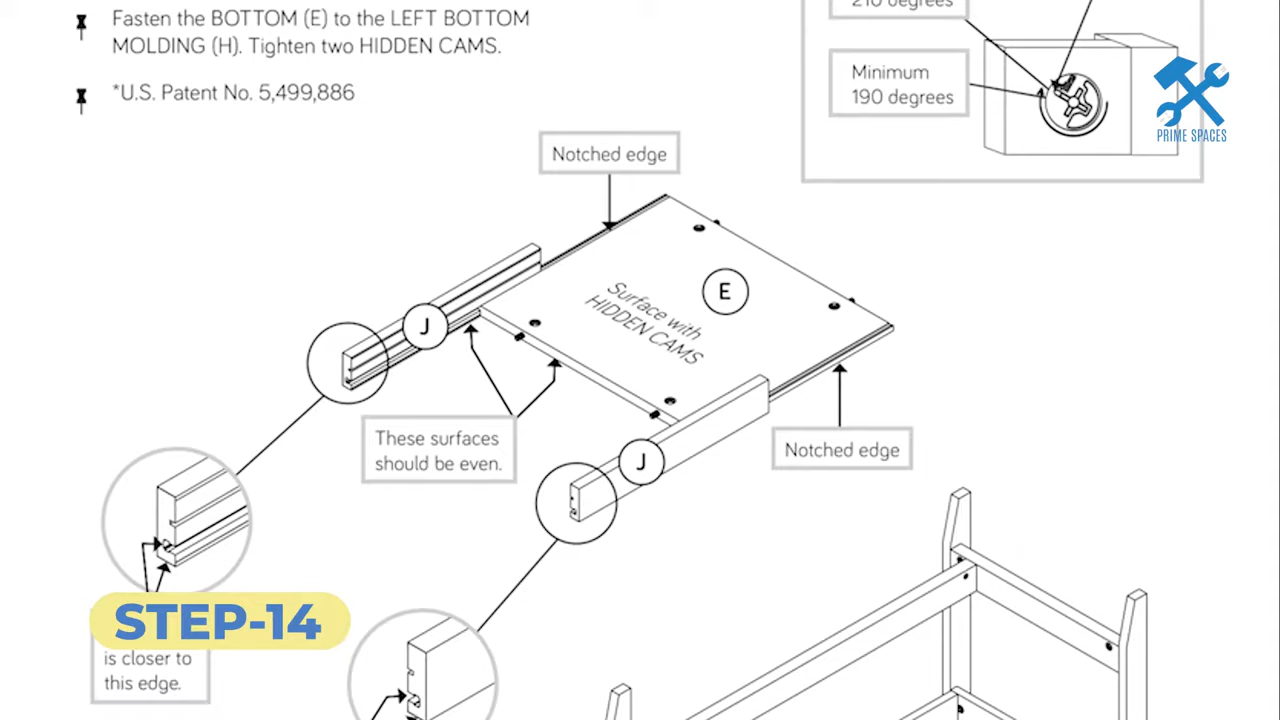 Fasten the BOTTOM (E) to the LEFT BOTTOM
MOLDING (H). Tighten two HIDDEN CAMS.
*U.S. Patent No. 5,499,886
210 degrees
Minimum
190 degrees
PRIME SPACES
Notched edge
E
Surface with
HIDDEN CAMS
J
These surfaces
should be even.
J
Notched edge
STEP-14
is closer to
this edge.